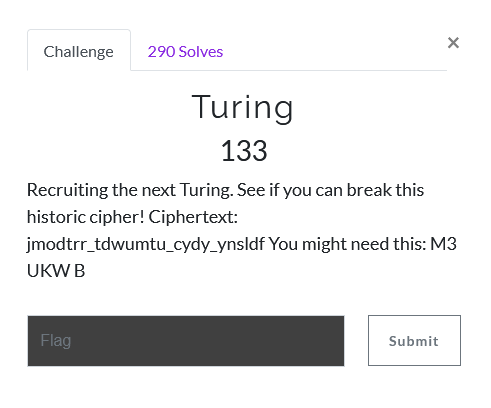 Challenge
290 Solves
×
Turing
133
Recruiting the next Turing. See if you can break this
historic cipher! Ciphertext:
jmodtrr_tdwumtu_cydy_ynsldf You might need this: M3
UKW B
Flag
Submit